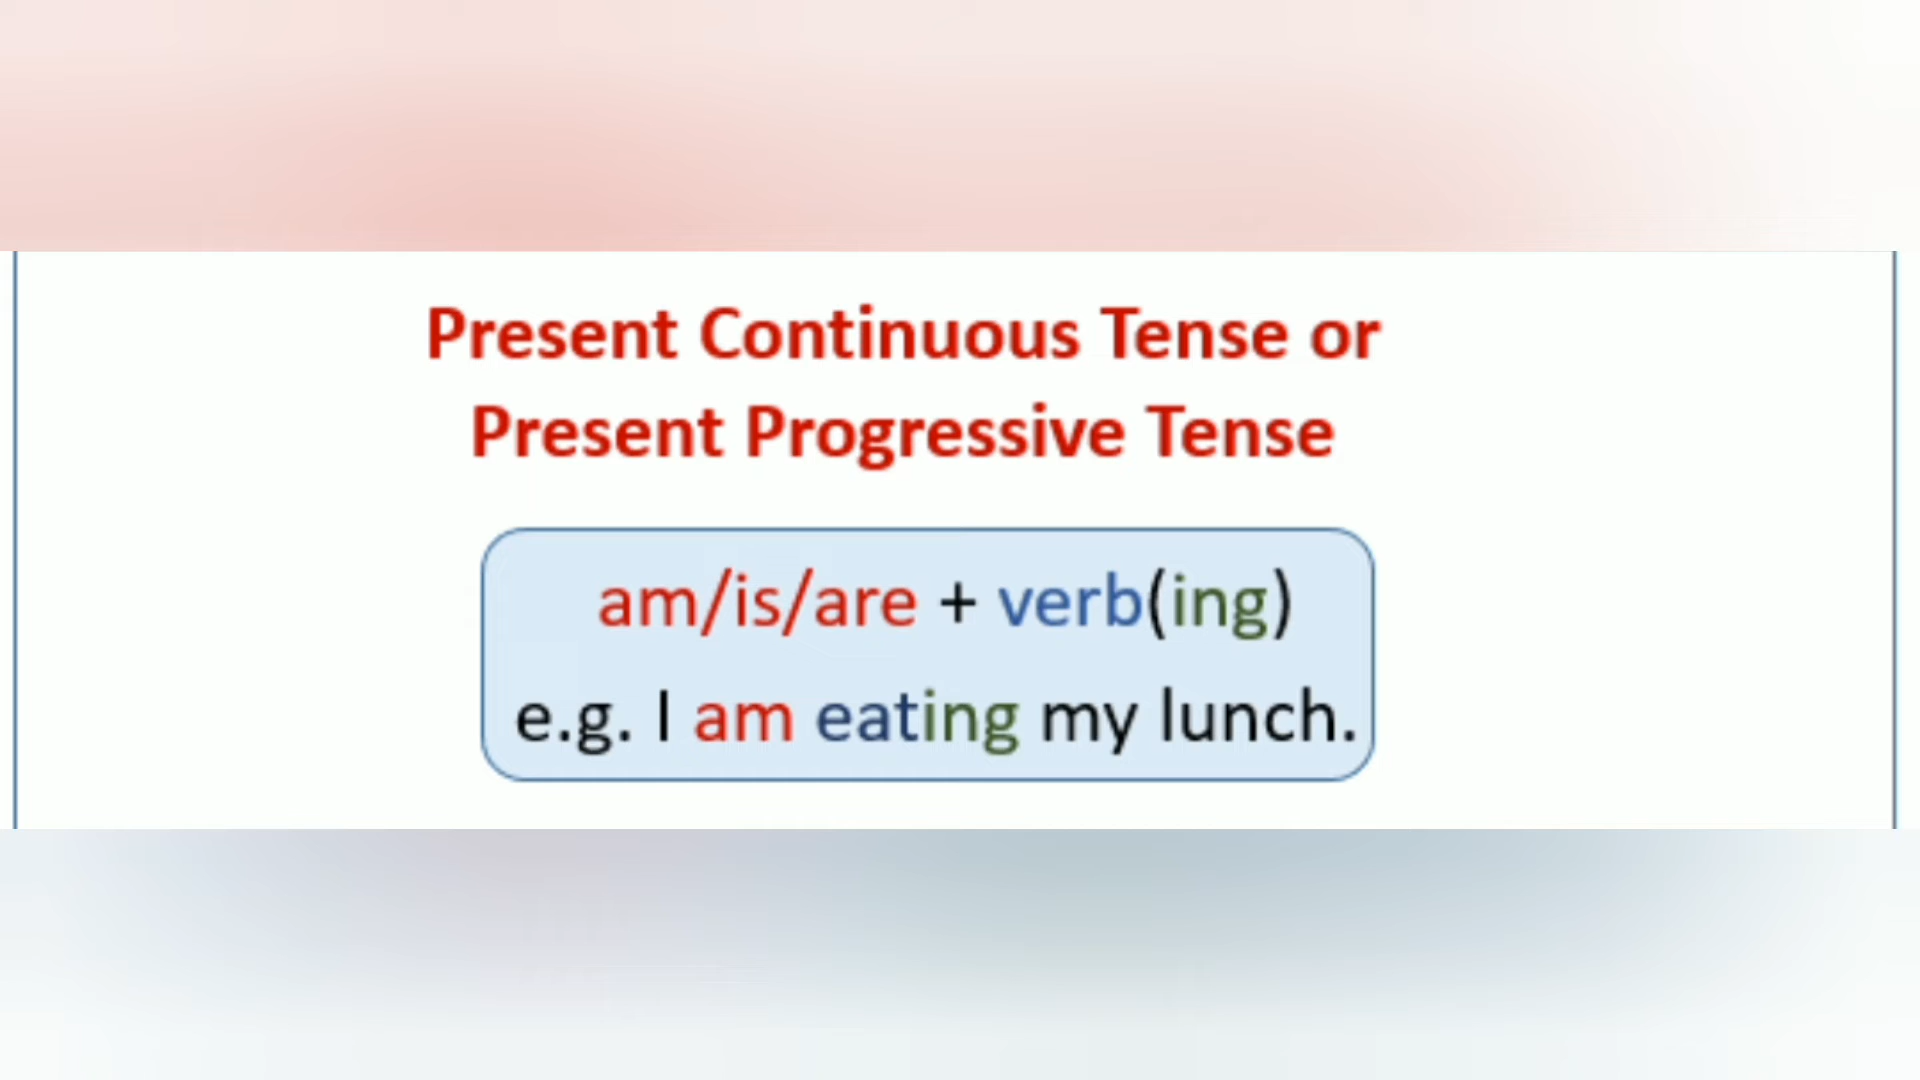 Present Continuous Tense or
Present Progressive Tense
am/is/are + verb(ing)
e.g. I am eating my lunch.